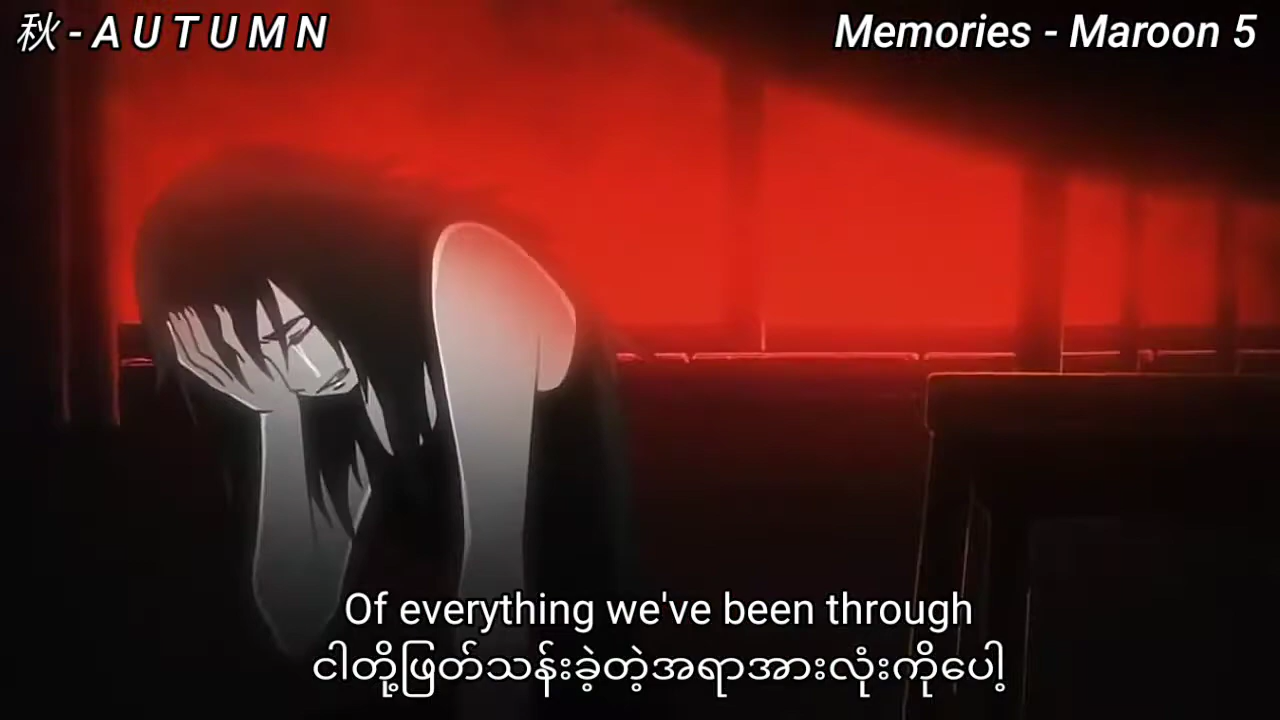 秋 - A U T U M N
Memories - Maroon 5
Of everything we've been through
ငါတို့ဖြတ်သန်းခဲ့တဲ့အရာအားလုံးကိုပေါ့